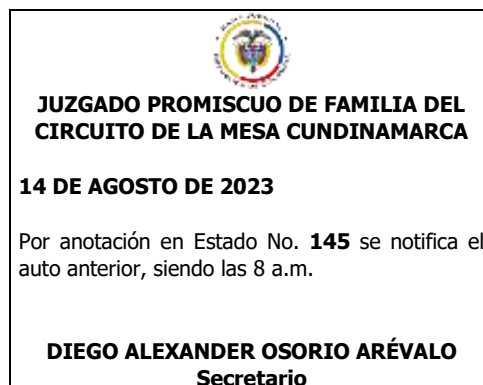 JUZGADO PROMISCUO DE FAMILIA DEL
CIRCUITO DE LA MESA CUNDINAMARCA
14 DE AGOSTO DE 2023
Por anotación en Estado No. 145 se notifica el
auto anterior, siendo las 8 a.m.
DIEGO ALEXANDER OSORIO ARÉVALO
Secretario